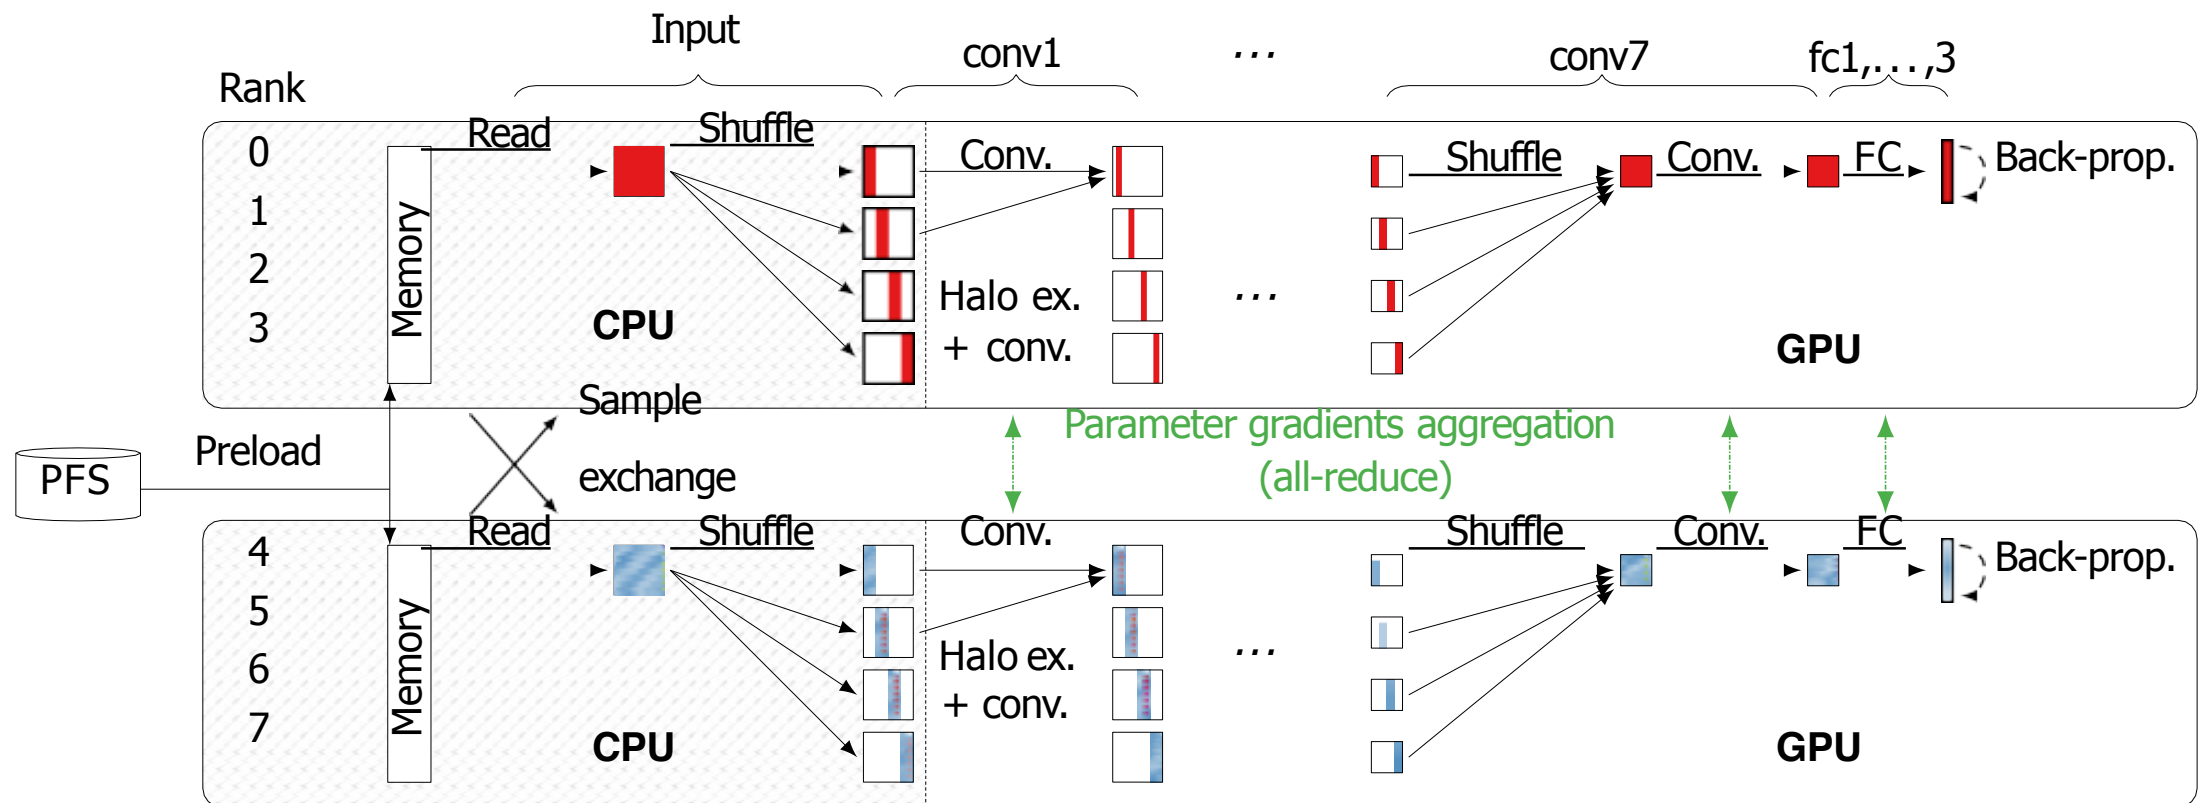 Input
conv1
...
conv7
fc1,...,3
Rank
0
1
2
3
Memory
Read
Shuffle
CPU
Conv.
Halo ex.
+ conv.
...
Shuffle
Conv.
FC
Back-prop.
GPU
PFS
Preload
Sample
exchange
Parameter gradients aggregation
(all-reduce)
4
5
6
7
Memory
Read
Shuffle
CPU
Conv.
Halo ex.
+ conv.
...
Shuffle
Conv.
FC
Back-prop.
GPU